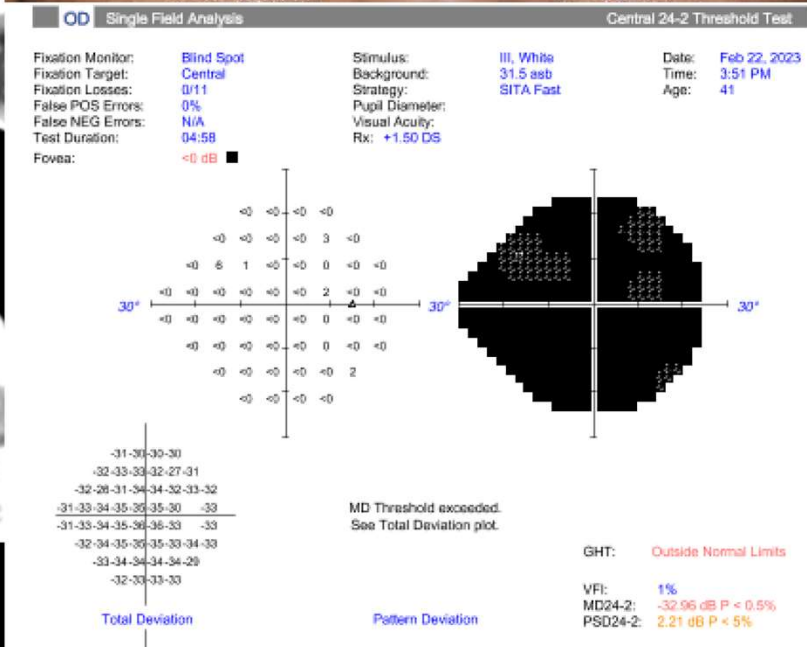 OD Single Field Analysis Central 24-2 Threshold Test
Fixation Monitor: Blind Spot Stimulus: III, White Date: Feb 22, 2023
Fixation Target: Central Background: 31.5 asb Time: 3:51 PM
Fixation Losses: 0/11 Strategy: SITA Fast Age: 41
False POS Errors: 0% Pupil Diameter:
False NEG Errors: N/A Visual Acuity:
Test Duration: 04:58 Rx: +1.50 DS
Fovea: <0 dB
<0 <0 <0 <0
<0 <0 <0 <0 3 <0
<0 6 1 <0 <0 0 <0 <0
<0 <0 <0 <0 <0 2 <0 <0
30° 30° 30°
<0 <0 <0 <0 <0 0 <0 <0
<0 <0 <0 <0 0 <0 <0
<0 <0 <0 <0 <0 2
<0 <0 <0 <0
-31 -30 -30 -30
-32 -33 -33 -32 -27 -31
-32 -26 -31 -34 -34 -32 -33 -32
-31 -33 -34 -35 -35 -30 -33
-31 -33 -34 -35 -36 -36 -33 -33
-32 -34 -35 -35 -35 -33 -34 -33
-33 -34 -34 -34 -34 -29
-32 -33 -33 -33
MD Threshold exceeded.
See Total Deviation plot.
GHT: Outside Normal Limits
VFI: 1%
MD24-2: -32.96 dB P < 0.5%
PSD24-2: 2.21 dB P < 5%
Total Deviation Pattern Deviation